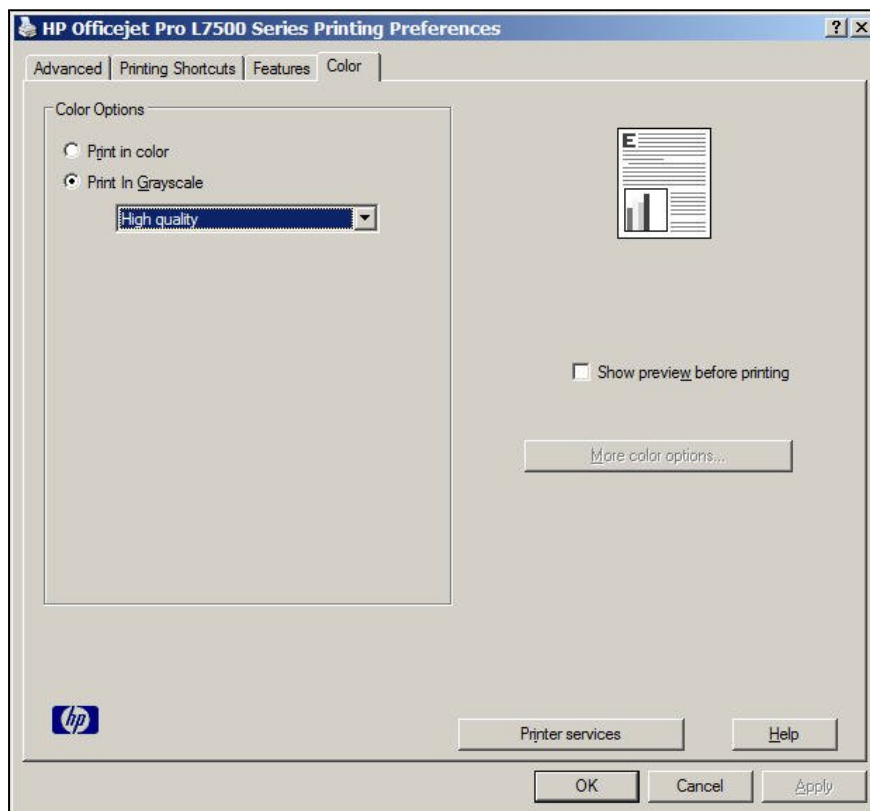 HP Officejet Pro L7500 Series Printing Preferences
Advanced Printing Shortcuts Features Color
Color Options
Print in color
Print In Grayscale
High quality
E
Show preview before printing
More color options...
hp
Printer services Help
OK Cancel Apply